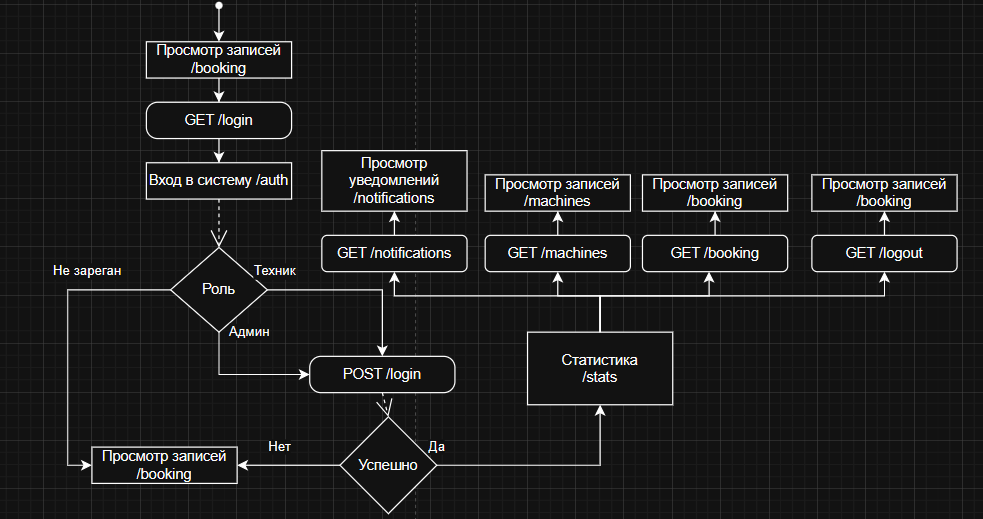 Просмотр записей
/booking
GET /login
Вход в систему /auth
Просмотр
уведомлений
/notifications
Просмотр записей
/machines
Просмотр записей
/booking
Просмотр записей
/booking
GET /notifications
GET /machines
GET /booking
GET /logout
Не зареган
Техник
Роль
Админ
POST /login
Статистика
/stats
Нет
Да
Просмотр записей
/booking
Успешно